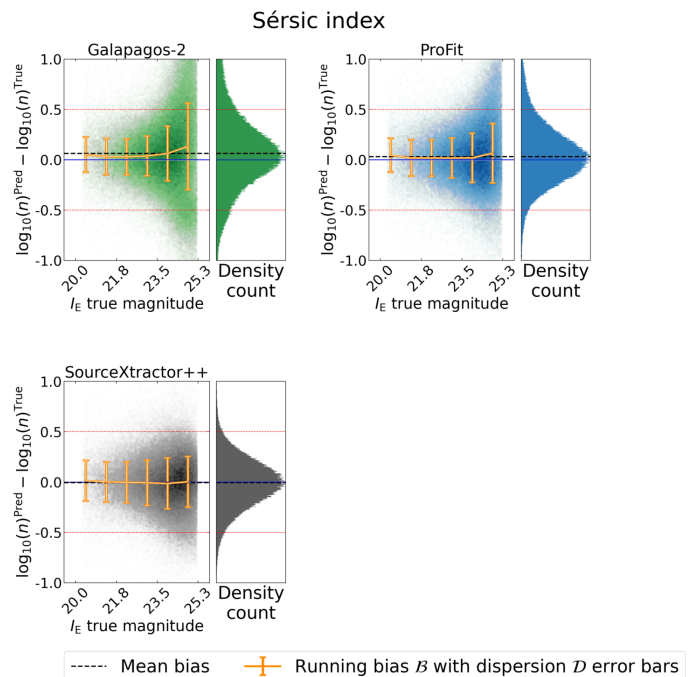 Sérsic index
Galapagos-2
log₁₀(n)ᴾʳᵉᵈ − log₁₀(n)ᵀʳᵘᵉ
1.0
0.5
0.0
-0.5
-1.0
20.0 21.8 23.5 25.3
I_E true magnitude
Density
count
ProFit
log₁₀(n)ᴾʳᵉᵈ − log₁₀(n)ᵀʳᵘᵉ
1.0
0.5
0.0
-0.5
-1.0
20.0 21.8 23.5 25.3
I_E true magnitude
Density
count
SourceXtractor++
log₁₀(n)ᴾʳᵉᵈ − log₁₀(n)ᵀʳᵘᵉ
1.0
0.5
0.0
-0.5
-1.0
20.0 21.8 23.5 25.3
I_E true magnitude
Density
count
Mean bias
Running bias ℬ with dispersion 𝒟 error bars